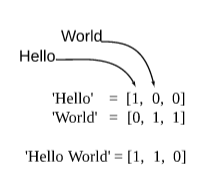 World
Hello
'Hello' = [1, 0, 0]
'World' = [0, 1, 1]
'Hello World' = [1, 1, 0]